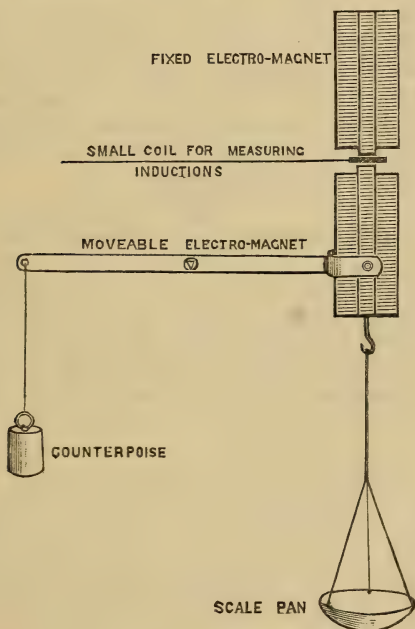 FIXED ELECTRO-MAGNET
SMALL COIL FOR MEASURING
INDUCTIONS
MOVEABLE ELECTRO-MAGNET
COUNTERPOISE
SCALE PAN